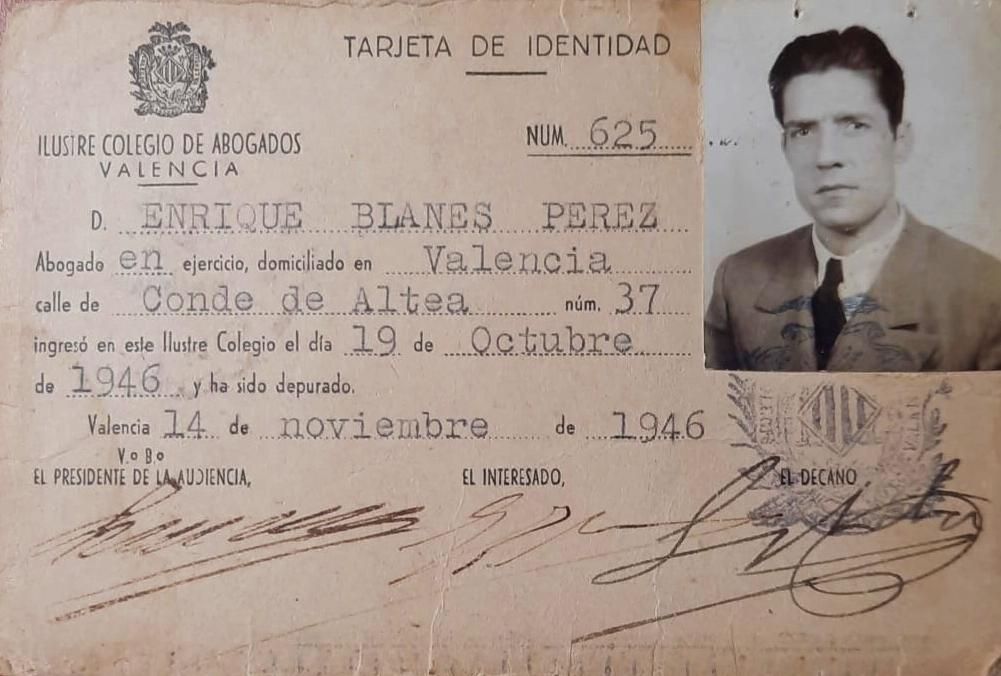 TARJETA DE IDENTIDAD
ILUSTRE COLEGIO DE ABOGADOS
VALENCIA
NUM. 625
D. ENRIQUE BLANES PEREZ
Abogado en ejercicio, domiciliado en Valencia
calle de Conde de Altea núm. 37
ingresó en este Ilustre Colegio el día 19 de Octubre
de 1946 y ha sido depurado.
Valencia 14 de noviembre de 1946
V.º B.º
EL PRESIDENTE DE LA AUDIENCIA, EL INTERESADO, EL DECANO